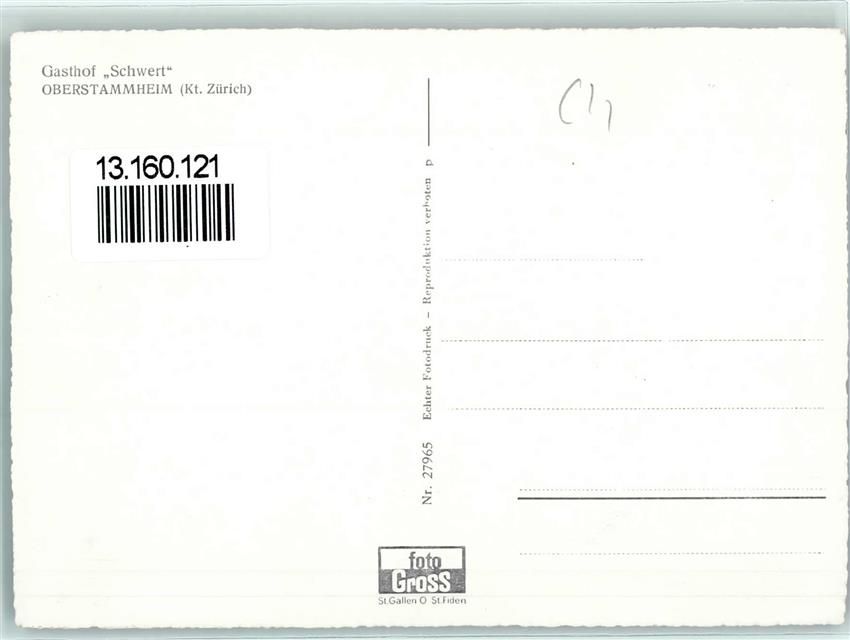 Gasthof „Schwert“
OBERSTAMMHEIM (Kt. Zürich)
13.160.121
Nr. 27965 Echter Fotodruck – Reproduktion verboten p
foto
Gross
St.Gallen O St.Fiden